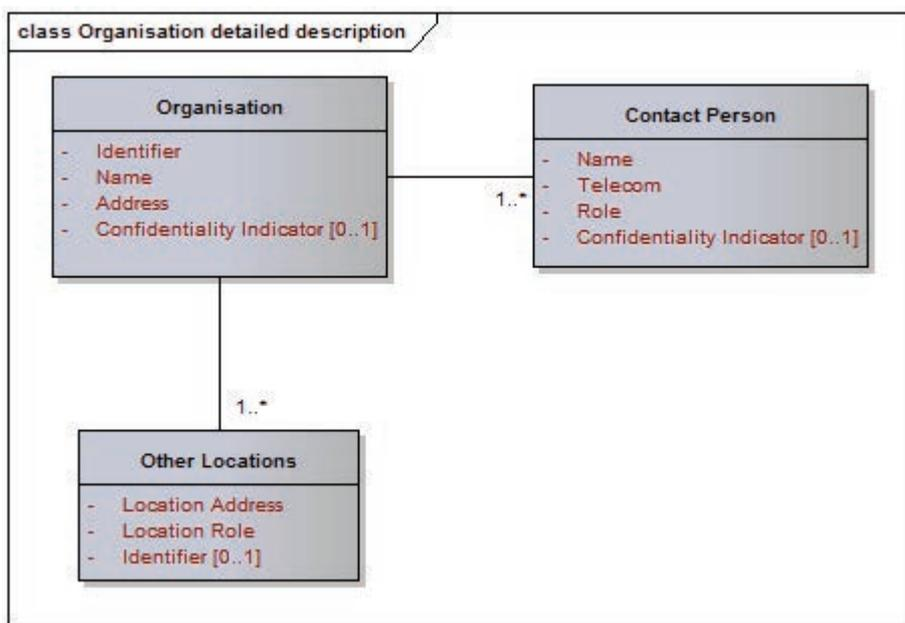 class Organisation detailed description
Organisation
- Identifier
- Name
- Address
- Confidentiality Indicator [0..1]
Contact Person
- Name
- Telecom
- Role
- Confidentiality Indicator [0..1]
1..*
1..*
Other Locations
- Location Address
- Location Role
- Identifier [0..1]